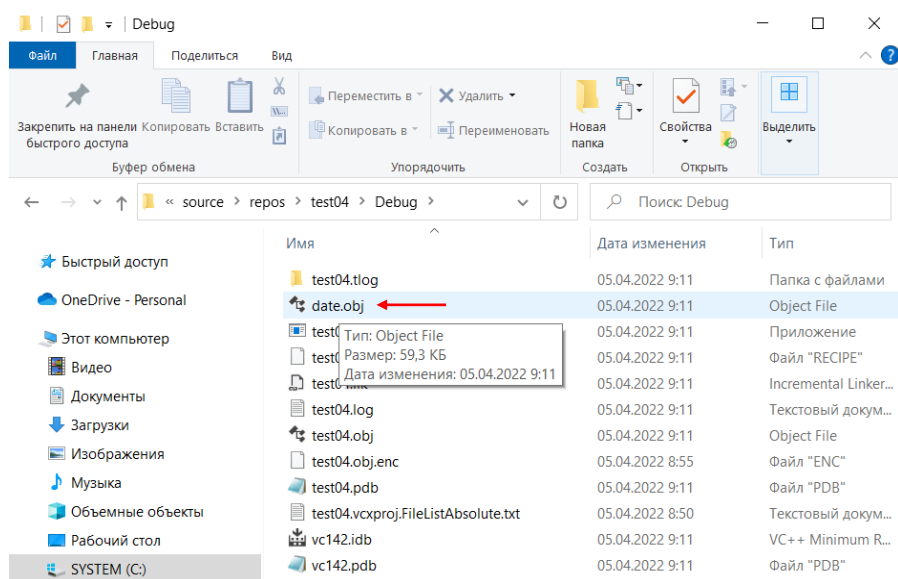 Debug
Файл Главная Поделиться Вид
Закрепить на панели быстрого доступа
Копировать
Вставить
Переместить в
Копировать в
Удалить
Переименовать
Новая папка
Свойства
Выделить
Буфер обмена
Упорядочить
Создать
Открыть
« source > repos > test04 > Debug >
Поиск: Debug
Быстрый доступ
OneDrive - Personal
Этот компьютер
Видео
Документы
Загрузки
Изображения
Музыка
Объемные объекты
Рабочий стол
SYSTEM (C:)
Имя Дата изменения Тип
test04.tlog 05.04.2022 9:11 Папка с файлами
date.obj 05.04.2022 9:11 Object File
05.04.2022 9:11 Приложение
05.04.2022 9:11 Файл "RECIPE"
05.04.2022 9:11 Incremental Linker...
Тип: Object File
Размер: 59,3 КБ
Дата изменения: 05.04.2022 9:11
test04.log 05.04.2022 9:11 Текстовый докум...
test04.obj 05.04.2022 9:11 Object File
test04.obj.enc 05.04.2022 8:55 Файл "ENC"
test04.pdb 05.04.2022 9:11 Файл "PDB"
test04.vcxproj.FileListAbsolute.txt 05.04.2022 8:50 Текстовый докум...
vc142.idb 05.04.2022 9:11 VC++ Minimum R...
vc142.pdb 05.04.2022 9:11 Файл "PDB"